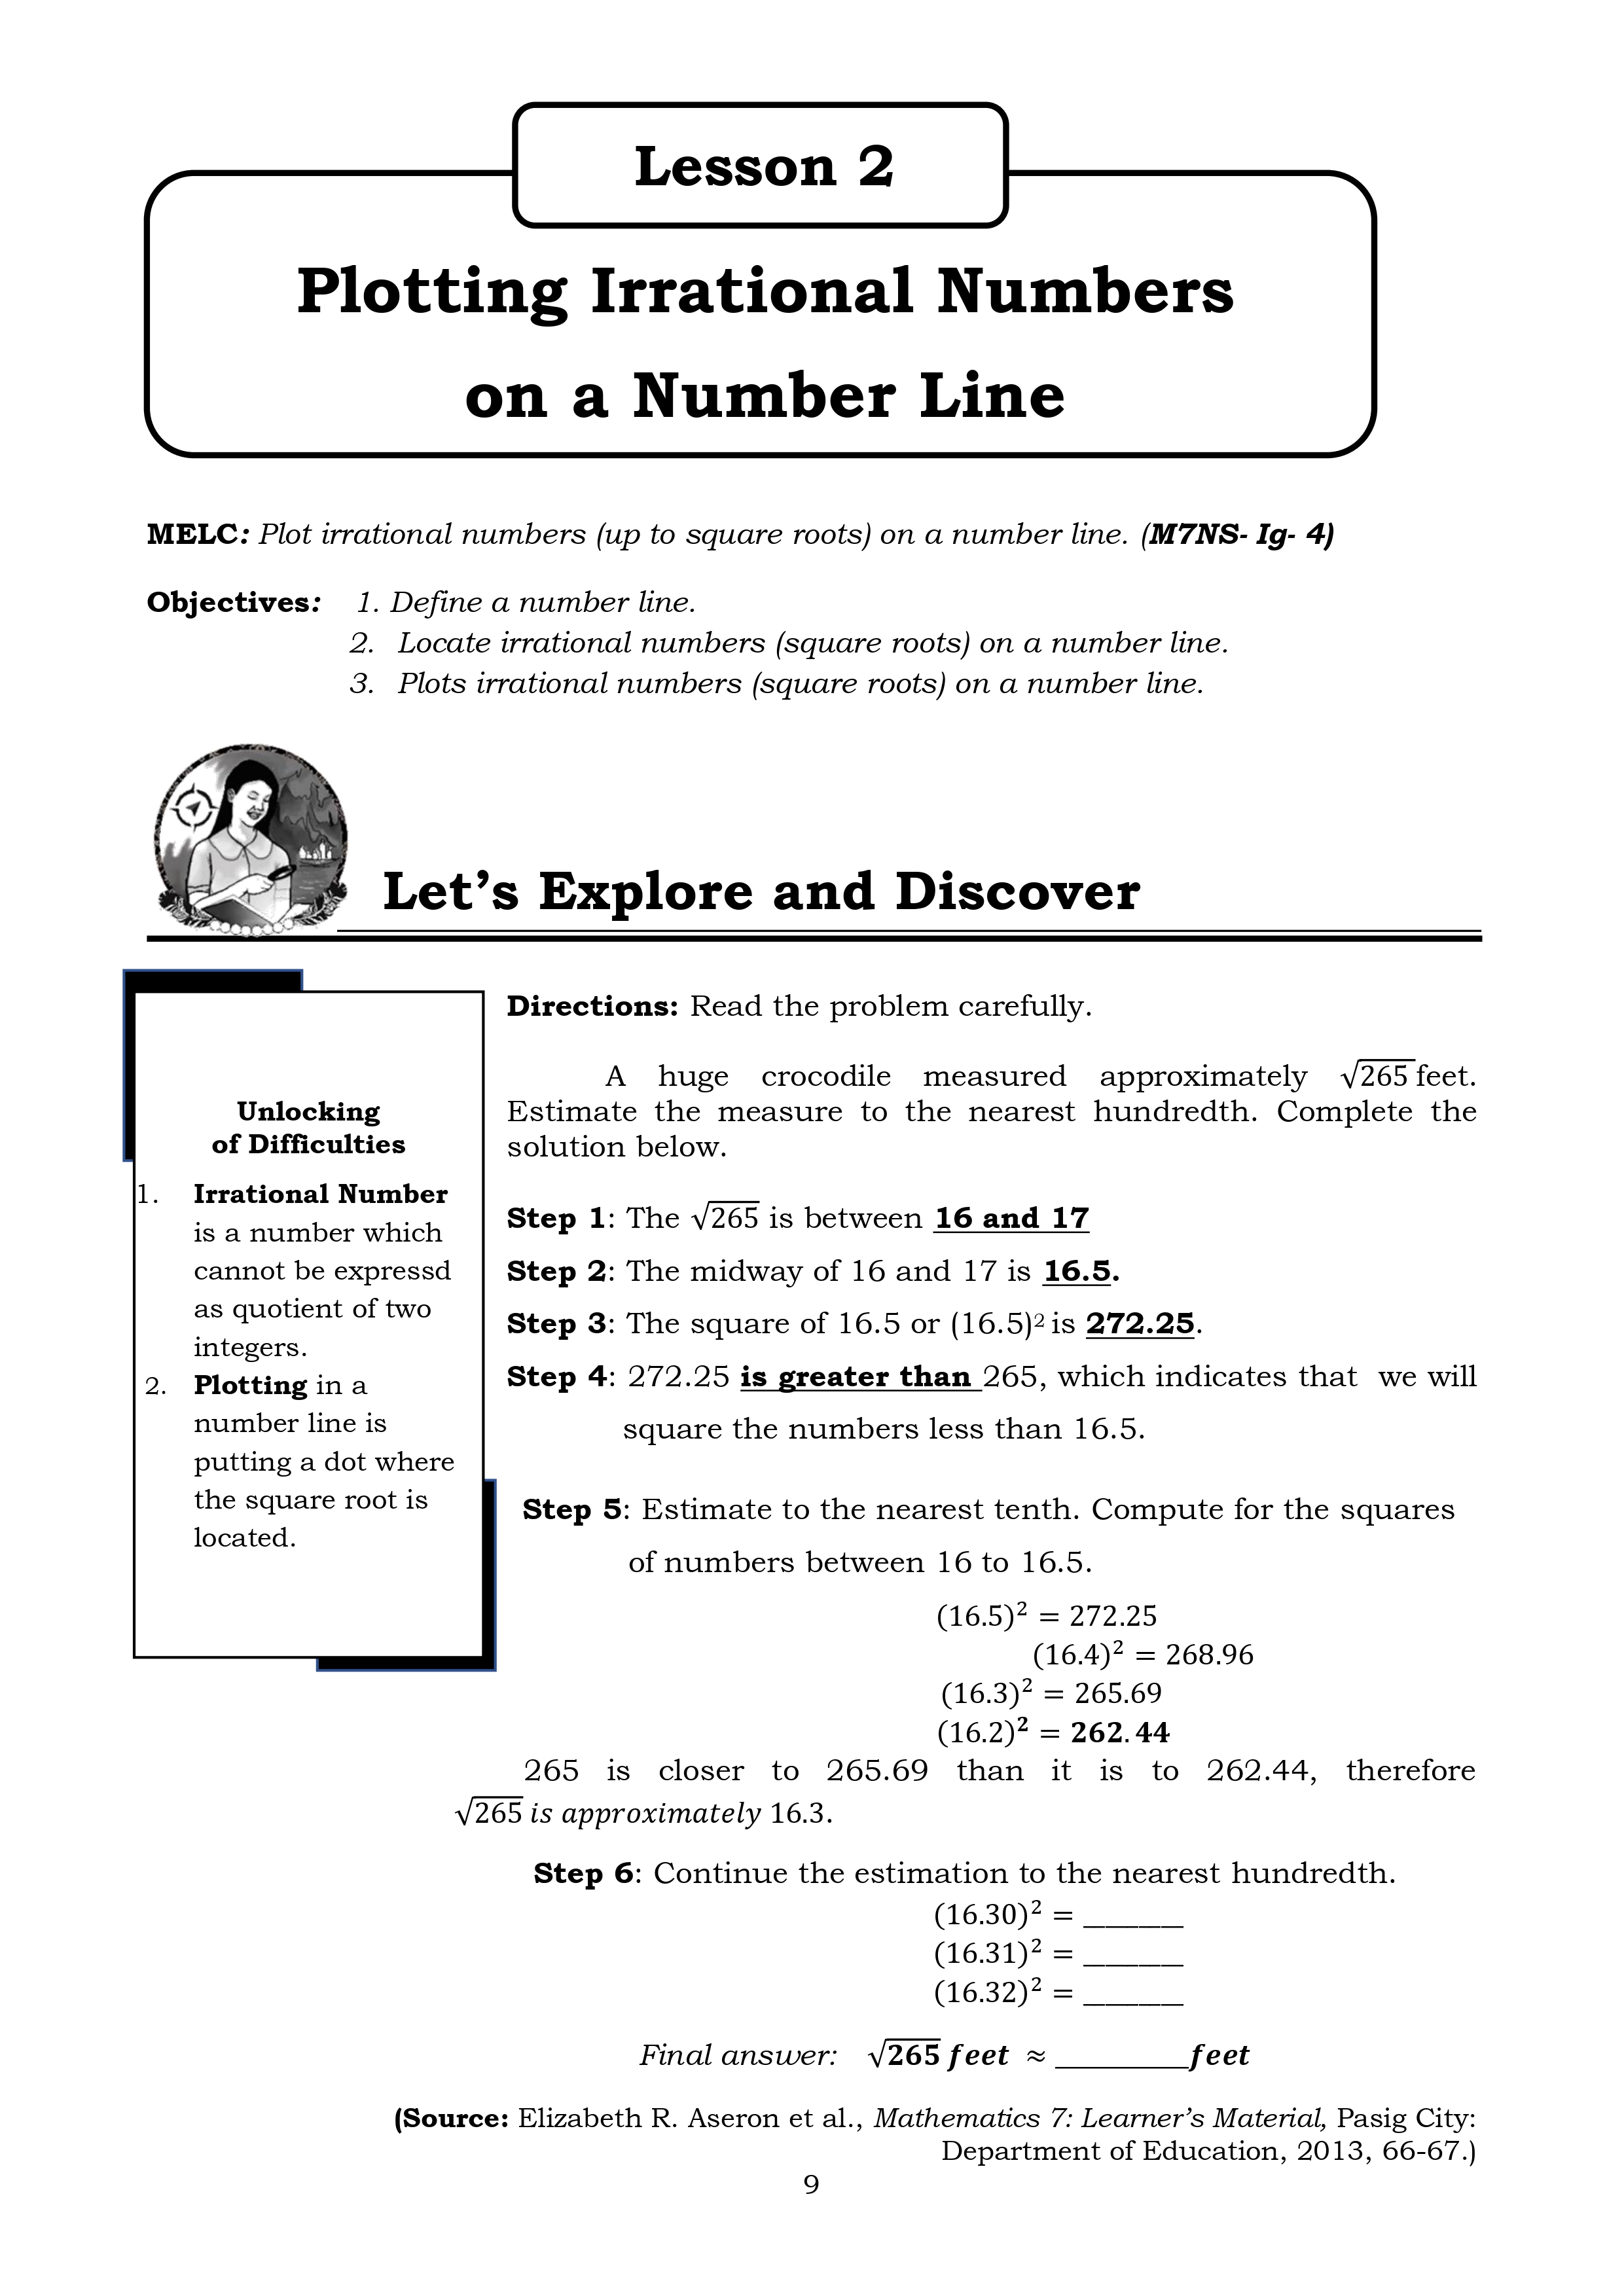 Lesson 2
Plotting Irrational Numbers
on a Number Line
MELC: Plot irrational numbers (up to square roots) on a number line. (M7NS- Ig- 4)
Objectives: 1. Define a number line.
2. Locate irrational numbers (square roots) on a number line.
3. Plots irrational numbers (square roots) on a number line.
Let’s Explore and Discover
Unlocking
of Difficulties
1. Irrational Number
is a number which
cannot be expressd
as quotient of two
integers.
2. Plotting in a
number line is
putting a dot where
the square root is
located.
Directions: Read the problem carefully.
A huge crocodile measured approximately √265 feet.
Estimate the measure to the nearest hundredth. Complete the
solution below.
Step 1: The √265 is between 16 and 17
Step 2: The midway of 16 and 17 is 16.5.
Step 3: The square of 16.5 or (16.5)² is 272.25.
Step 4: 272.25 is greater than 265, which indicates that we will
square the numbers less than 16.5.
Step 5: Estimate to the nearest tenth. Compute for the squares
of numbers between 16 to 16.5.
(16.5)² = 272.25
(16.4)² = 268.96
(16.3)² = 265.69
(16.2)² = 262.44
265 is closer to 265.69 than it is to 262.44, therefore
√265 is approximately 16.3.
Step 6: Continue the estimation to the nearest hundredth.
(16.30)² = ______
(16.31)² = ______
(16.32)² = ______
Final answer: √265 feet ≈ ________feet
(Source: Elizabeth R. Aseron et al., Mathematics 7: Learner’s Material, Pasig City:
Department of Education, 2013, 66-67.)
9